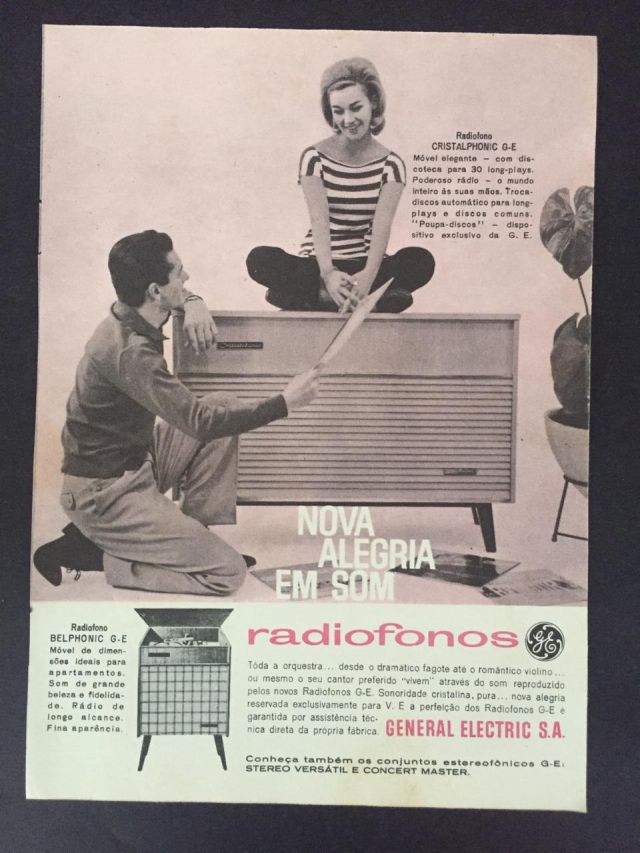 Radiofono
CRISTALPHONIC G-E
Móvel elegante — com dis-
coteca para 30 long-plays.
Poderoso rádio — o mundo
inteiro às suas mãos. Troca-
discos automático para long-
plays e discos comuns.
"Poupa-discos" — dispo-
sitivo exclusivo da G. E.
NOVA
ALEGRIA
EM SOM
Radiofono
BELPHONIC G-E
Móvel de dimen-
sões ideais para
apartamentos.
Som de grande
beleza e fidelida-
de. Rádio de
longo alcance.
Fina aparência.
radiofonos
GE
Tôda a orquestra... desde o dramático fagote até o romântico violino...
ou mesmo o seu cantor preferido "vivem" através do som reproduzido
pelos novos Radiofonos G-E. Sonoridade cristalina, pura... nova alegria
reservada exclusivamente para V. E a perfeição dos Radiofonos G-E é
garantida por assistência téc-
nica direta da própria fábrica.
GENERAL ELECTRIC S.A.
Conheça também os conjuntos estereofônicos G-E:
STEREO VERSÁTIL E CONCERT MASTER.